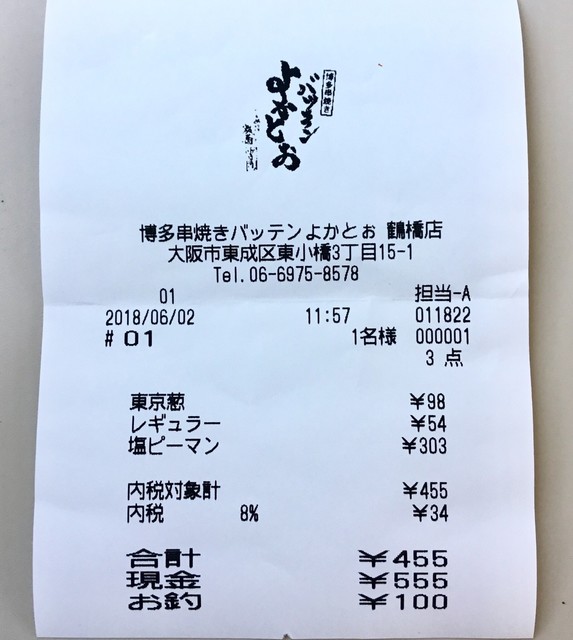 博多串焼き
バッテン
よかとぉ
博多串焼きバッテンよかとぉ 鶴橋店
大阪市東成区東小橋3丁目15-1
Tel.06-6975-8578
01 担当-A
2018/06/02 11:57 011822
# 01 1名様 000001
3 点
東京葱 ¥98
レギュラー ¥54
塩ピーマン ¥303
内税対象計 ¥455
内税 8% ¥34
合計 ¥455
現金 ¥555
お釣 ¥100